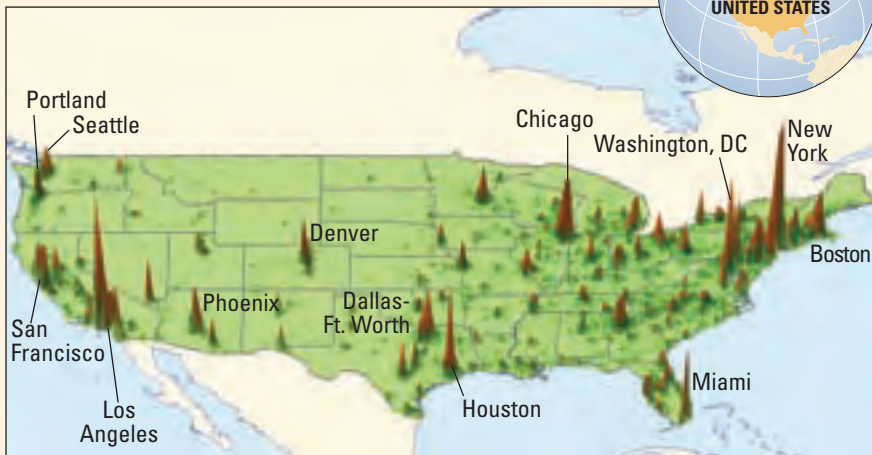 UNITED STATES
Portland
Seattle
Chicago
Washington, DC
New
York
Denver
Boston
Phoenix
Dallas-
Ft. Worth
San
Francisco
Miami
Los
Angeles
Houston